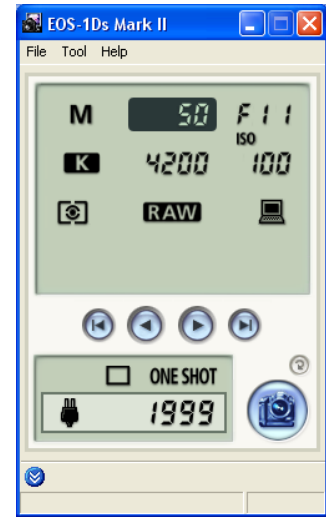 EOS-1Ds Mark II
File Tool Help
M 50 F11
ISO
K 4200 100
RAW
ONE SHOT
1999